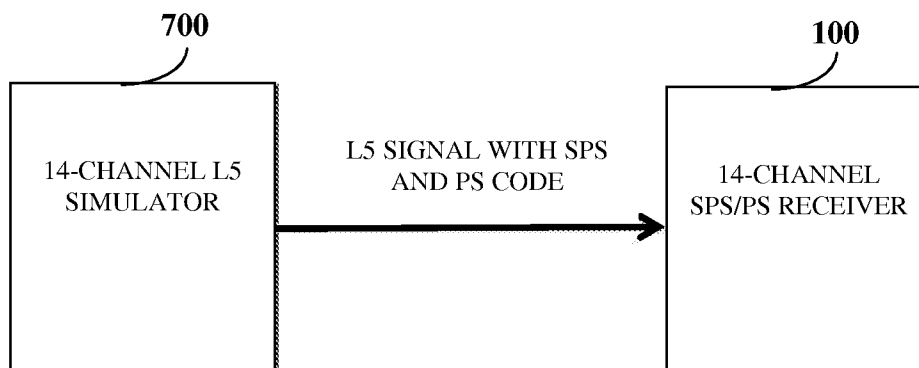 700
100
14-CHANNEL L5
SIMULATOR
L5 SIGNAL WITH SPS
AND PS CODE
14-CHANNEL
SPS/PS RECEIVER